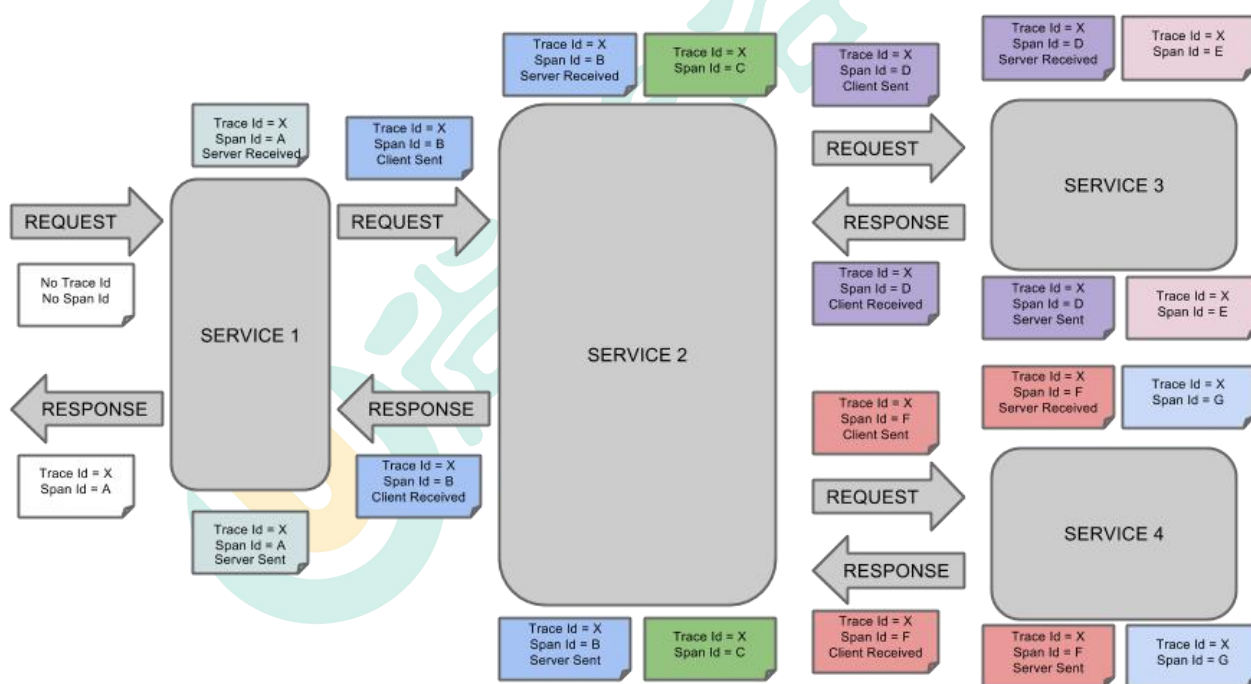 Trace Id = X
Span Id = D
Server Received
Trace Id = X
Span Id = E
Trace Id = X
Span Id = B
Server Received
Trace Id = X
Span Id = C
Trace Id = X
Span Id = D
Client Sent
Trace Id = X
Span Id = A
Server Received
Trace Id = X
Span Id = B
Client Sent
REQUEST
SERVICE 3
REQUEST
REQUEST
RESPONSE
No Trace Id
No Span Id
Trace Id = X
Span Id = D
Client Received
Trace Id = X
Span Id = D
Server Sent
Trace Id = X
Span Id = E
SERVICE 1
SERVICE 2
Trace Id = X
Span Id = F
Server Received
Trace Id = X
Span Id = G
RESPONSE
RESPONSE
Trace Id = X
Span Id = F
Client Sent
Trace Id = X
Span Id = A
Trace Id = X
Span Id = B
Client Received
REQUEST
SERVICE 4
Trace Id = X
Span Id = A
Server Sent
RESPONSE
Trace Id = X
Span Id = B
Server Sent
Trace Id = X
Span Id = C
Trace Id = X
Span Id = F
Client Received
Trace Id = X
Span Id = F
Server Sent
Trace Id = X
Span Id = G